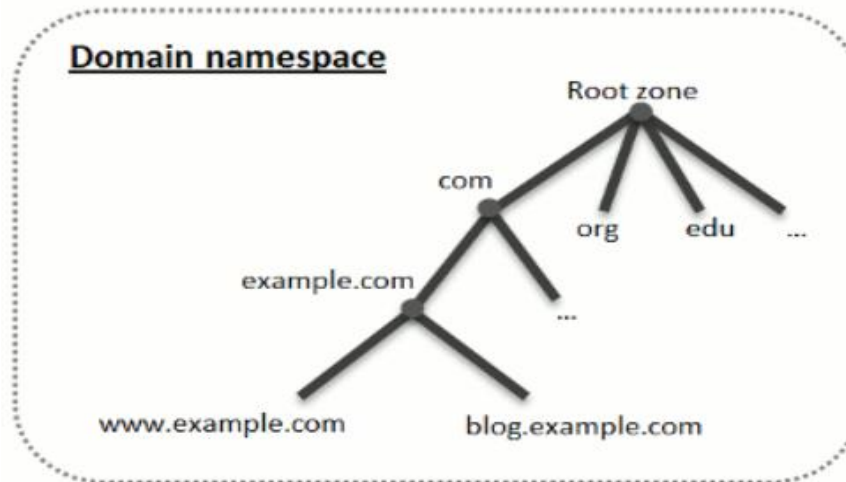 Domain namespace
Root zone
com
org
edu
...
example.com
...
www.example.com
blog.example.com